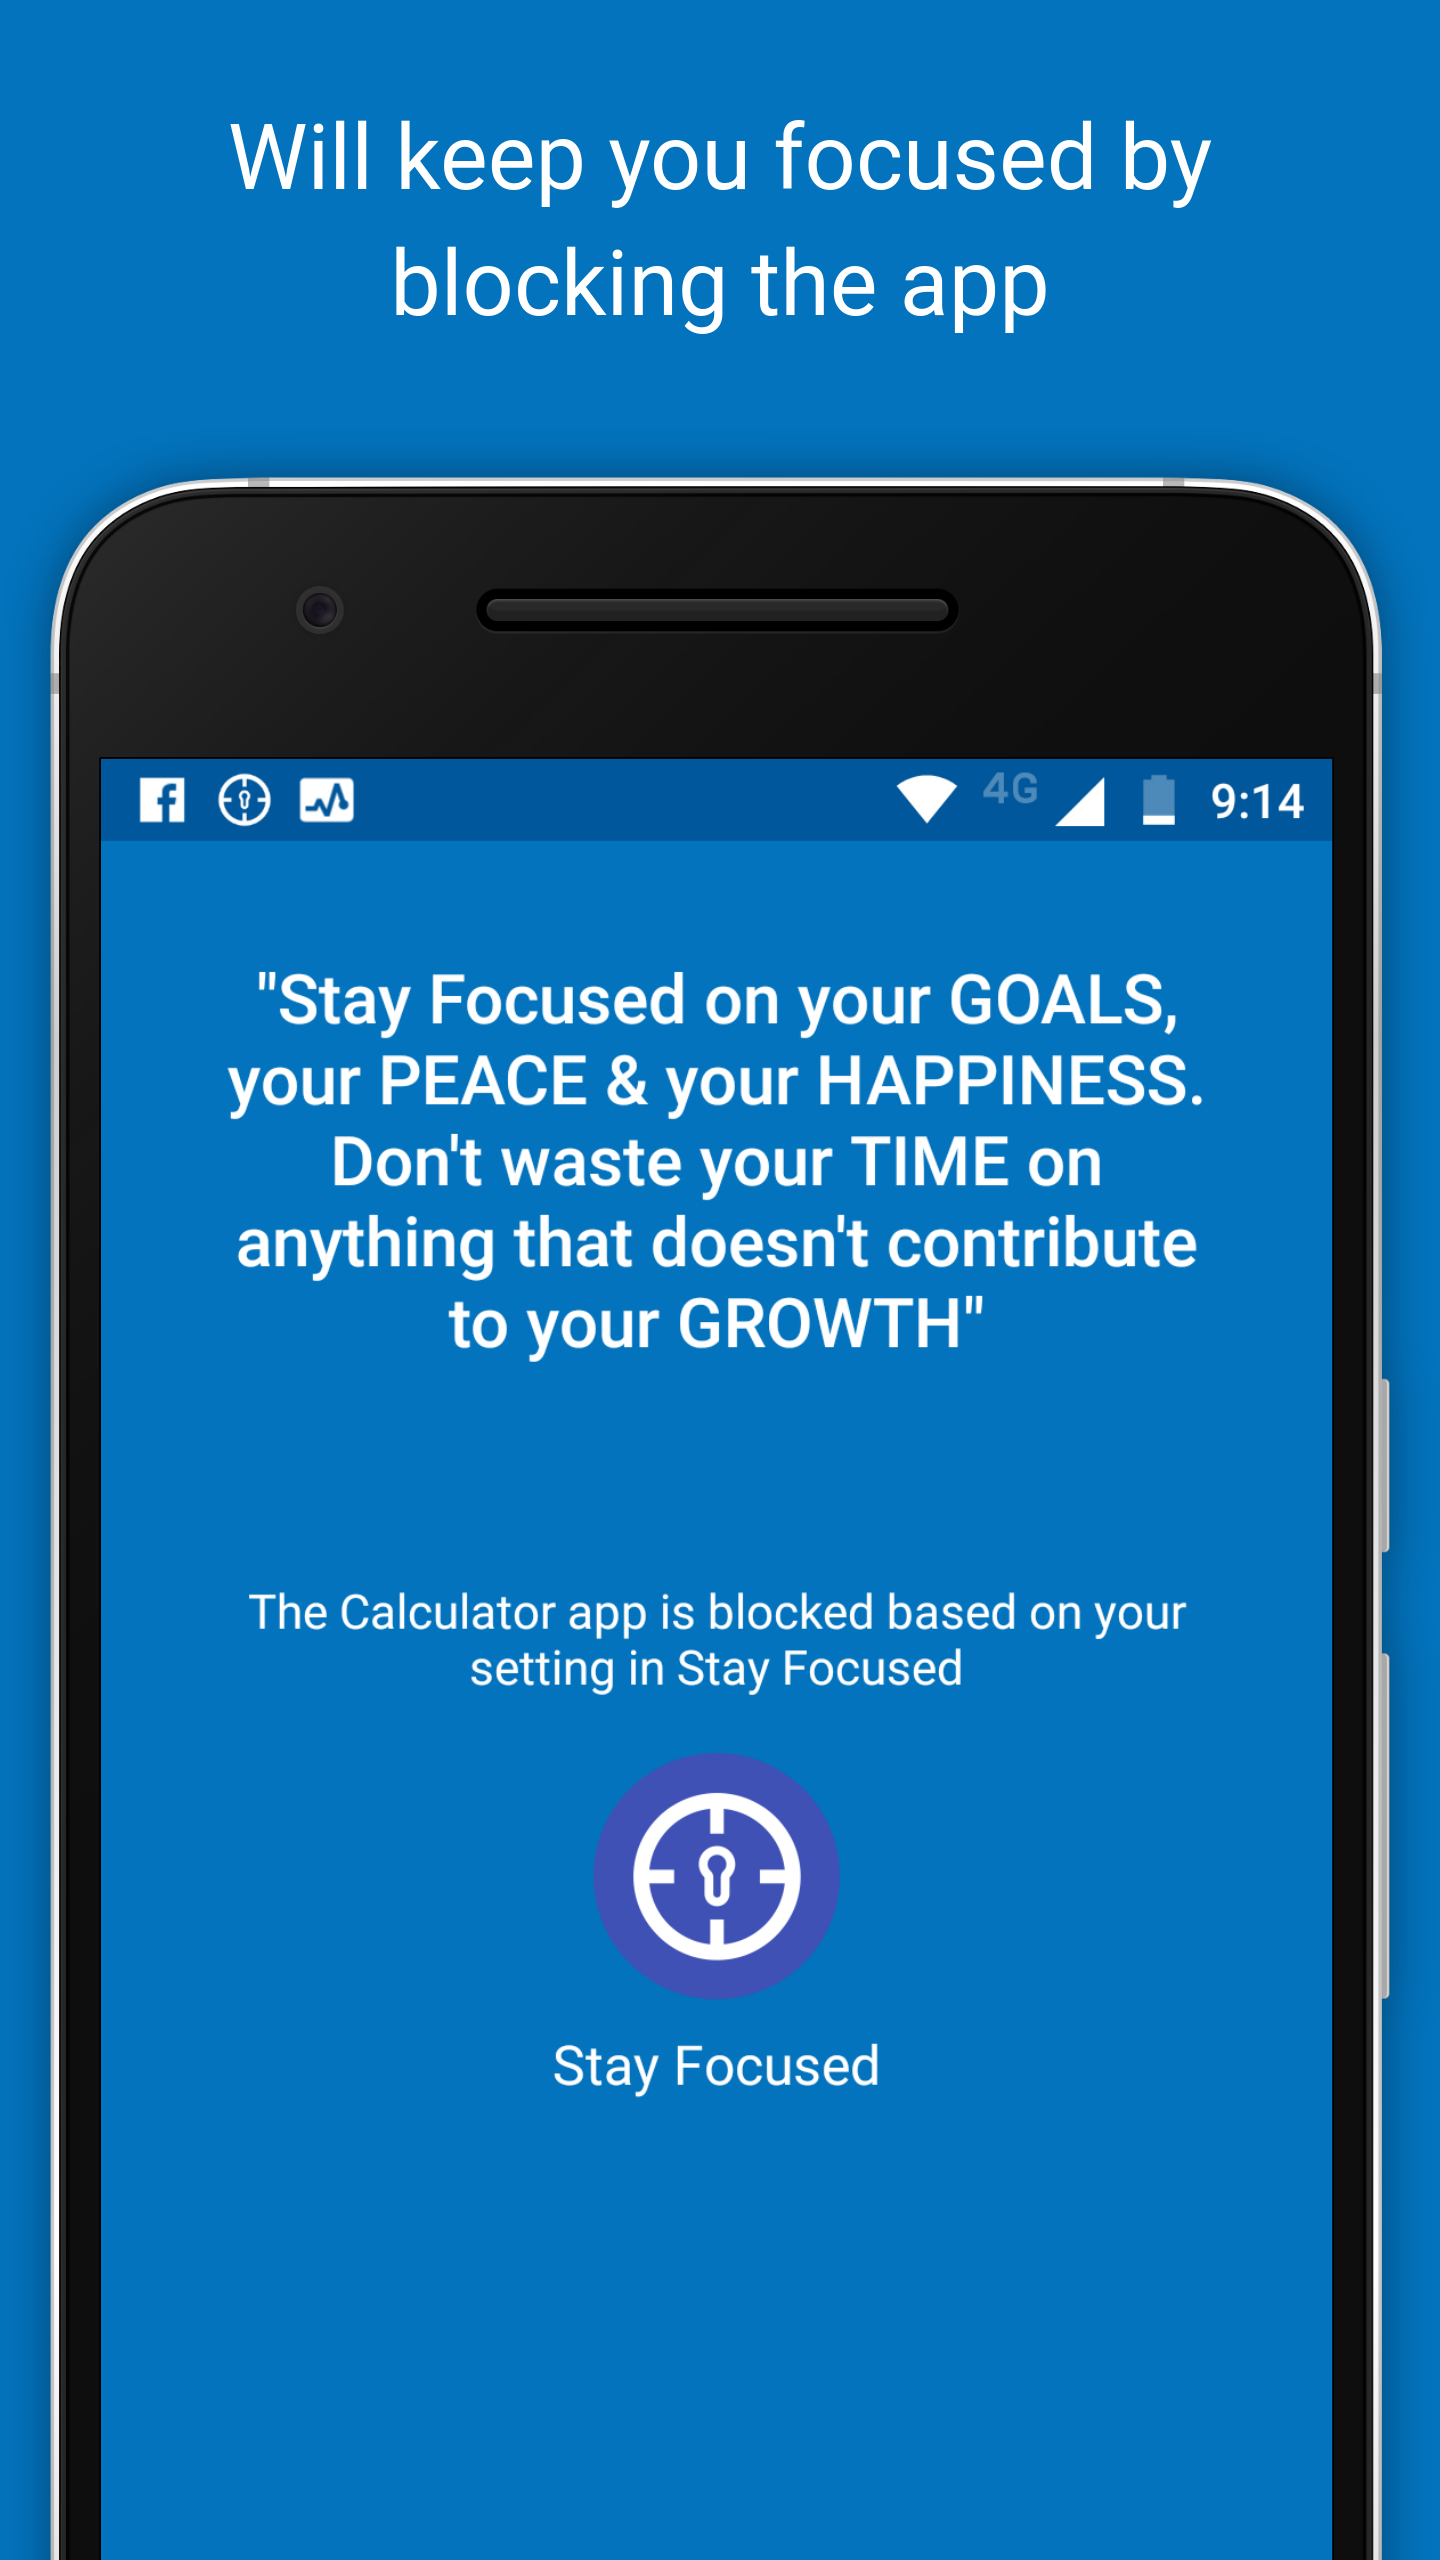 Will keep you focused by
blocking the app
4G
9:14
"Stay Focused on your GOALS,
your PEACE & your HAPPINESS.
Don't waste your TIME on
anything that doesn't contribute
to your GROWTH"
The Calculator app is blocked based on your
setting in Stay Focused
Stay Focused